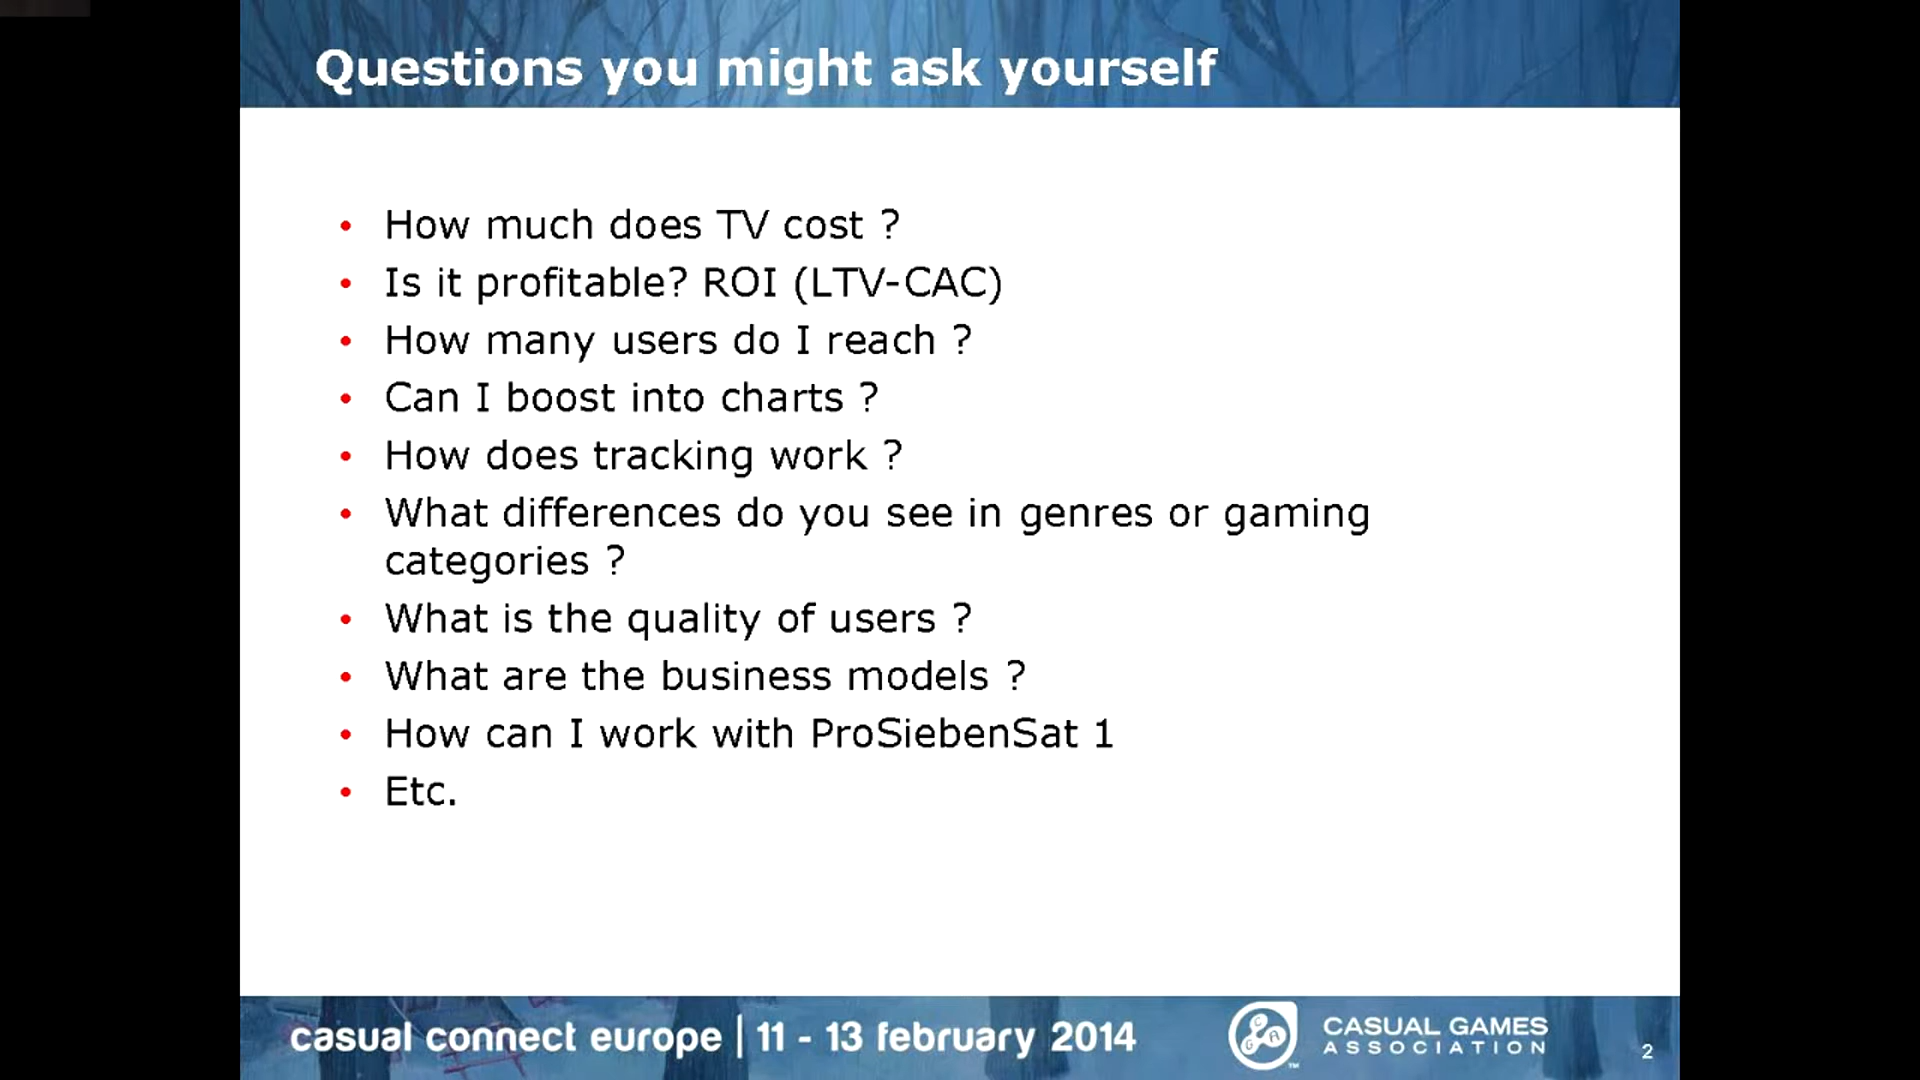 Questions you might ask yourself
• How much does TV cost ?
• Is it profitable? ROI (LTV-CAC)
• How many users do I reach ?
• Can I boost into charts ?
• How does tracking work ?
• What differences do you see in genres or gaming
categories ?
• What is the quality of users ?
• What are the business models ?
• How can I work with ProSiebenSat 1
• Etc.
casual connect europe | 11 - 13 february 2014
CGA
TM
CASUAL GAMES
ASSOCIATION
2